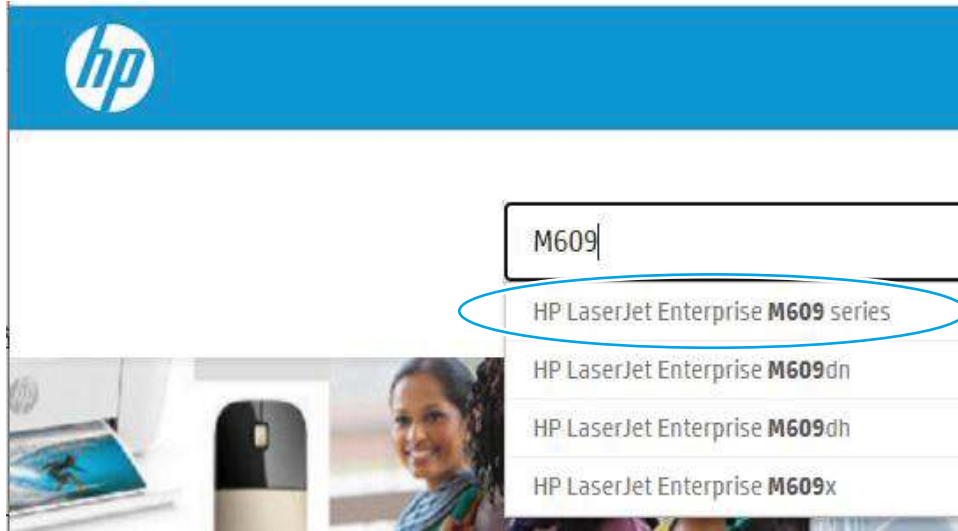 hp
M609
HP LaserJet Enterprise M609 series
HP LaserJet Enterprise M609dn
HP LaserJet Enterprise M609dh
HP LaserJet Enterprise M609x